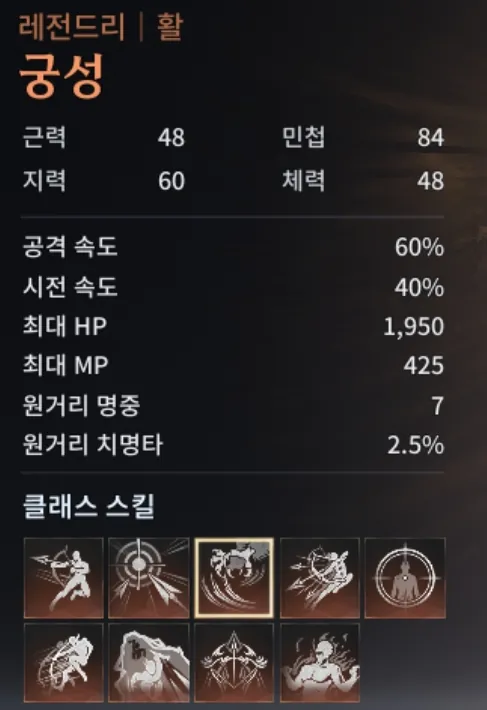 레전드리 | 활
궁성
근력 48 민첩 84
지력 60 체력 48
공격 속도 60%
시전 속도 40%
최대 HP 1,950
최대 MP 425
원거리 명중 7
원거리 치명타 2.5%
클래스 스킬